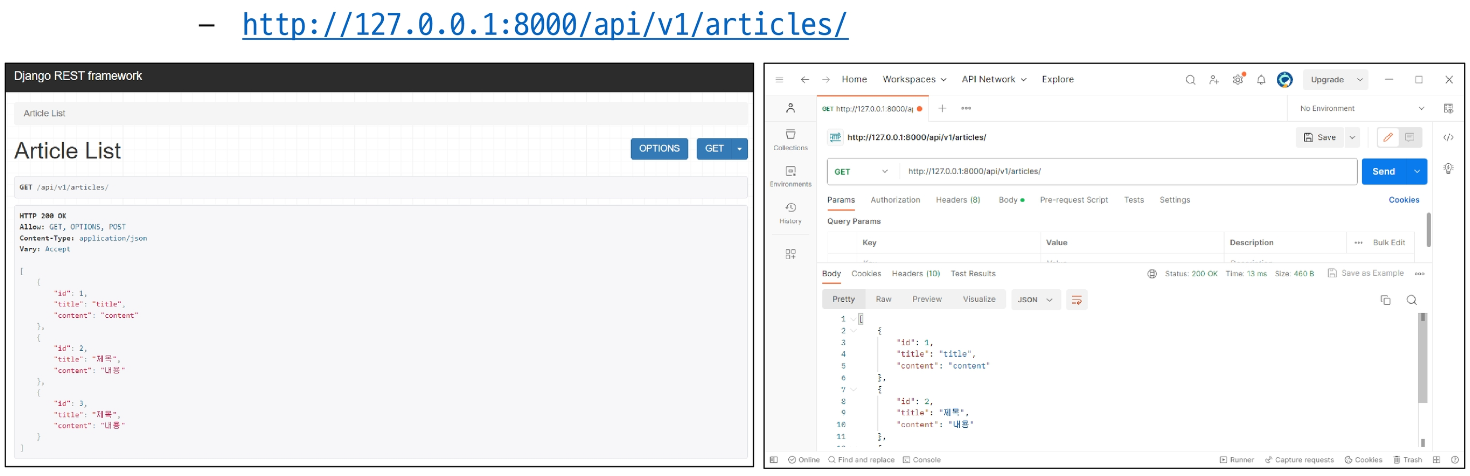 – http://127.0.0.1:8000/api/v1/articles/
Django REST framework
Article List
Article List
OPTIONS GET
GET /api/v1/articles/
HTTP 200 OK
Allow: GET, OPTIONS, POST
Content-Type: application/json
Vary: Accept
[
{
"id": 1,
"title": "title",
"content": "content"
},
{
"id": 2,
"title": "제목",
"content": "내용"
},
{
"id": 3,
"title": "제목",
"content": "내용"
}
]
Home Workspaces API Network Explore Upgrade
GET http://127.0.0.1:8000/ap No Environment
http://127.0.0.1:8000/api/v1/articles/ Save
Collections
GET http://127.0.0.1:8000/api/v1/articles/ Send
Environments
Params Authorization Headers (8) Body Pre-request Script Tests Settings Cookies
History
Query Params
Key Value Description Bulk Edit
Body Cookies Headers (10) Test Results Status: 200 OK Time: 13 ms Size: 460 B Save as Example
Pretty Raw Preview Visualize JSON
1 [
2 {
3 "id": 1,
4 "title": "title",
5 "content": "content"
6 },
7 {
8 "id": 2,
9 "title": "제목",
10 "content": "내용"
11 },
Online Find and replace Console Runner Capture requests Cookies Trash